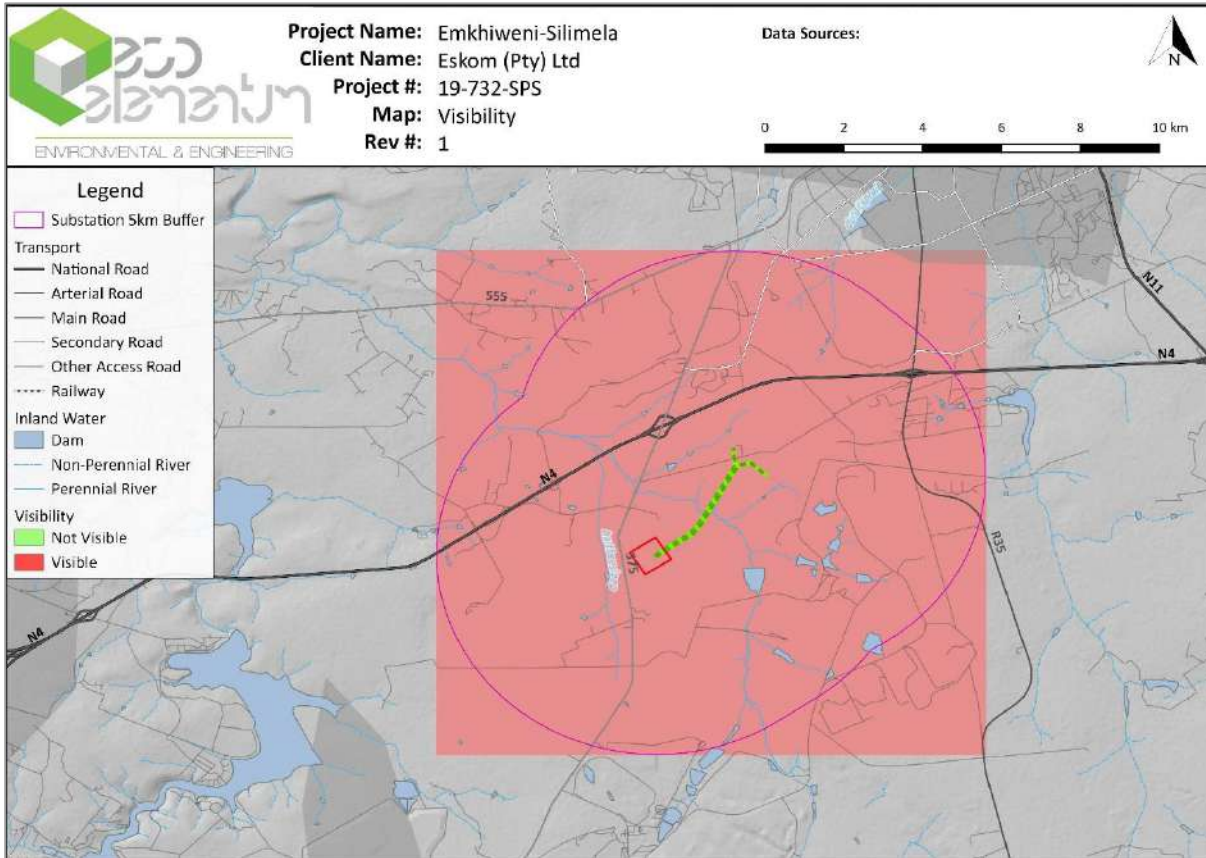 eco
elementum
ENVIRONMENTAL & ENGINEERING
Project Name: Emkhiweni-Silimela
Client Name: Eskom (Pty) Ltd
Project #: 19-732-SPS
Map: Visibility
Rev #: 1
Data Sources:
N
0 2 4 6 8 10 km
Legend
Substation 5km Buffer
Transport
National Road
Arterial Road
Main Road
Secondary Road
Other Access Road
Railway
Inland Water
Dam
Non-Perennial River
Perennial River
Visibility
Not Visible
Visible
555
N11
N4
N4
R35
575
N4